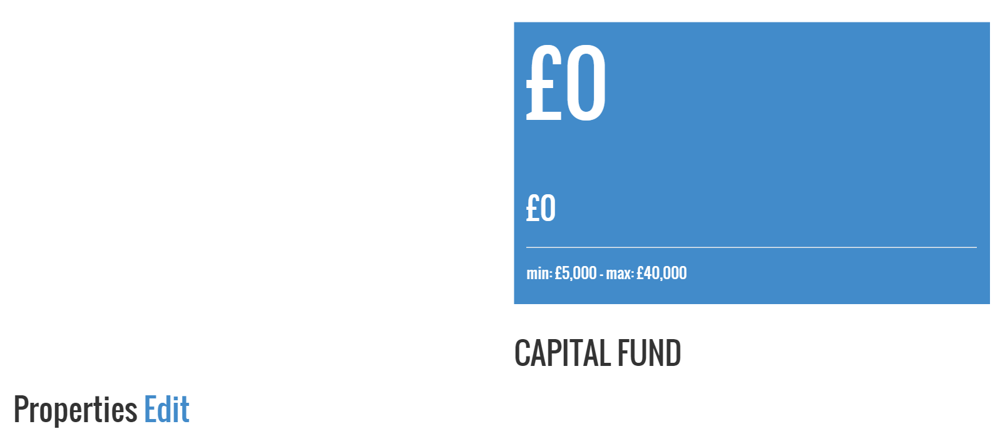 £0
£0
min: £5,000 - max: £40,000
CAPITAL FUND
Properties Edit